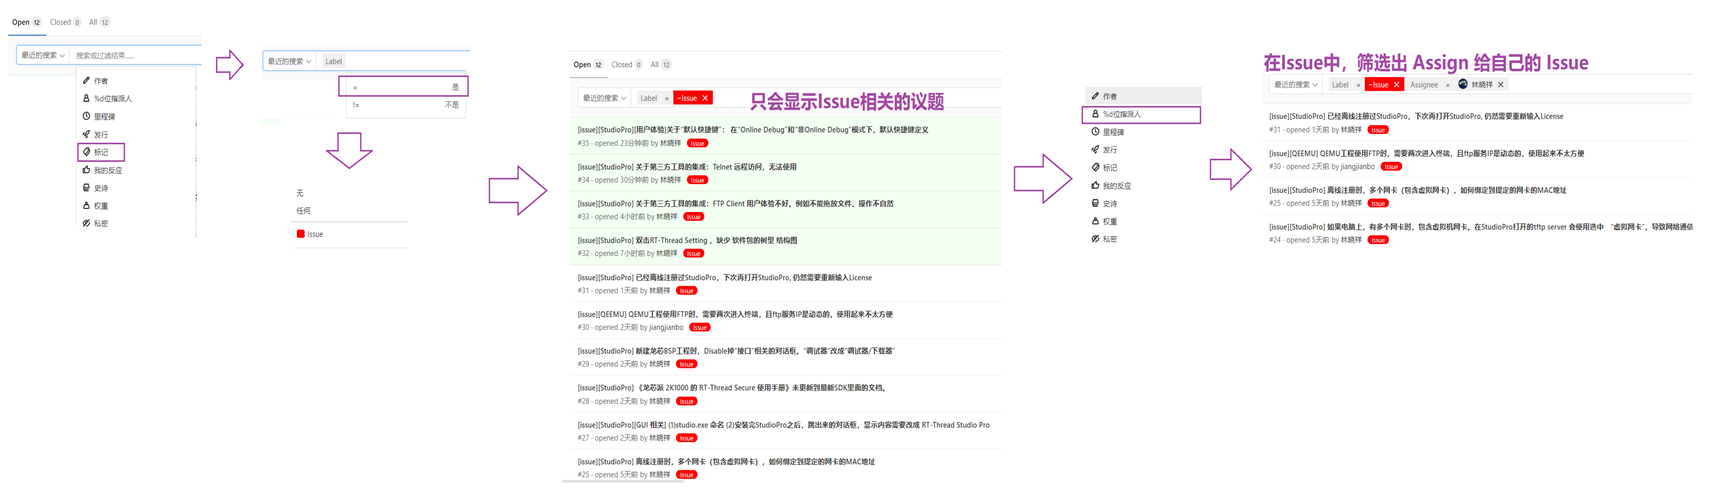 Open 12 Closed 0 All 12
最近的搜索 搜索或过滤结果......
作者
%d位指派人
里程碑
发行
标记
我的反应
史诗
权重
私密
最近的搜索 Label
= 是
!= 不是
无
任何
Issue
Open 12 Closed 0 All 12
最近的搜索 Label = ~Issue ✕
只会显示Issue相关的议题
[issue][StudioPro][用户体验]关于"默认快捷键"： 在"Online Debug"和"非Online Debug"模式下，默认快捷键定义
#35 · opened 23分钟前 by 林晓祥 Issue
[issue][StudioPro] 关于第三方工具的集成：Telnet 远程访问，无法使用
#34 · opened 30分钟前 by 林晓祥 Issue
[issue][StudioPro] 关于第三方工具的集成：FTP Client 用户体验不好，例如不能拖放文件、操作不自然
#33 · opened 4小时前 by 林晓祥 Issue
[issue][StudioPro] 双击RT-Thread Setting ，缺少 软件包的树型 结构图
#32 · opened 7小时前 by 林晓祥 Issue
[issue][StudioPro] 已经离线注册过StudioPro，下次再打开StudioPro, 仍然需要重新输入License
#31 · opened 1天前 by 林晓祥 Issue
[issue][QEEMU] QEMU工程使用FTP时，需要两次进入终端，且ftp服务IP是动态的，使用起来不太方便
#30 · opened 2天前 by jiangjianbo Issue
[issue][StudioPro] 新建龙芯BSP工程时，Disable掉"接口"相关的对话框。"调试器"改成"调试器/下载器"
#29 · opened 2天前 by 林晓祥 Issue
[issue][StudioPro] 《龙芯派 2K1000 的 RT-Thread Secure 使用手册》未更新到最新SDK里面的文档。
#28 · opened 2天前 by 林晓祥 Issue
[issue][StudioPro][GUI 相关] (1)studio.exe 命名 (2)安装完StudioPro之后，跳出来的对话框，显示内容需要改成 RT-Thread Studio Pro
#27 · opened 2天前 by 林晓祥 Issue
[issue][StudioPro] 离线注册时，多个网卡（包含虚拟网卡），如何绑定到指定的网卡的MAC地址
#25 · opened 5天前 by 林晓祥 Issue
作者
%d位指派人
里程碑
发行
标记
我的反应
史诗
权重
私密
在Issue中，筛选出 Assign 给自己的 Issue
最近的搜索 Label = ~Issue ✕ Assignee = 林晓祥 ✕
[issue][StudioPro] 已经离线注册过StudioPro，下次再打开StudioPro, 仍然需要重新输入License
#31 · opened 1天前 by 林晓祥 Issue
[issue][QEEMU] QEMU工程使用FTP时，需要两次进入终端，且ftp服务IP是动态的，使用起来不太方便
#30 · opened 2天前 by jiangjianbo Issue
[issue][StudioPro] 离线注册时，多个网卡（包含虚拟网卡），如何绑定到指定的网卡的MAC地址
#25 · opened 5天前 by 林晓祥 Issue
[issue][StudioPro] 如果电脑上，有多个网卡时，包含虚拟机网卡。在StudioPro打开的tftp server 会使用选中 "虚拟网卡"，导致网络通信
#24 · opened 5天前 by 林晓祥 Issue